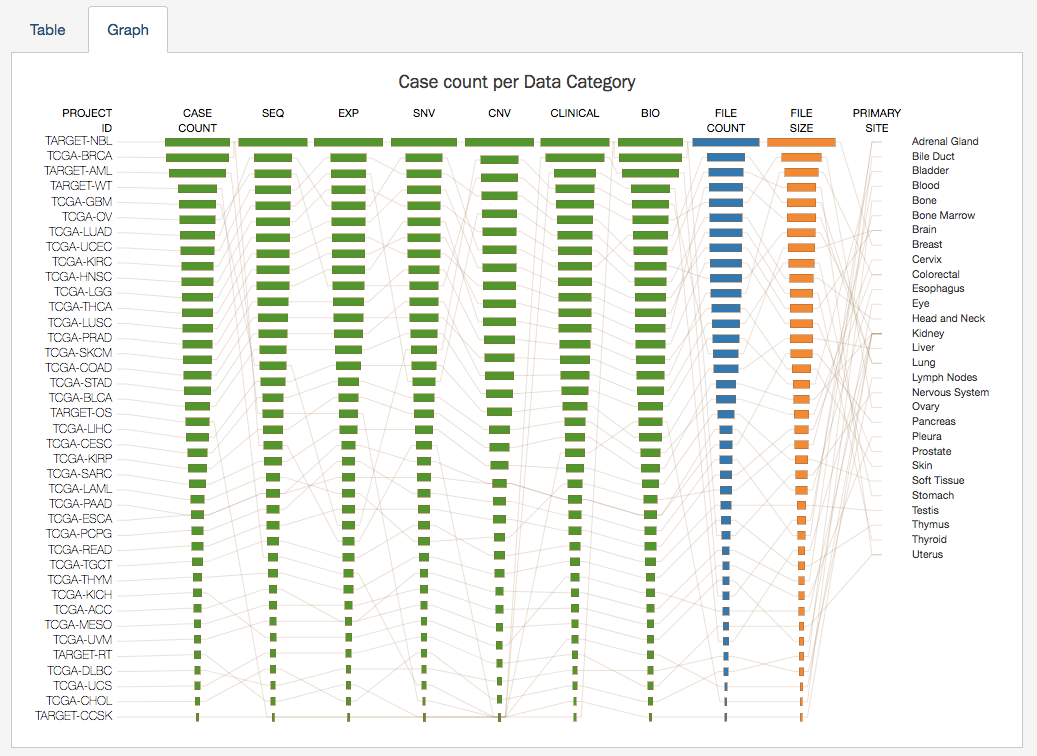 Table
Graph
Case count per Data Category
PROJECT ID
CASE COUNT
SEQ
EXP
SNV
CNV
CLINICAL
BIO
FILE COUNT
FILE SIZE
PRIMARY SITE
TARGET-NBL
TCGA-BRCA
TARGET-AML
TARGET-WT
TCGA-GBM
TCGA-OV
TCGA-LUAD
TCGA-UCEC
TCGA-KIRC
TCGA-HNSC
TCGA-LGG
TCGA-THCA
TCGA-LUSC
TCGA-PRAD
TCGA-SKCM
TCGA-COAD
TCGA-STAD
TCGA-BLCA
TARGET-OS
TCGA-LIHC
TCGA-CESC
TCGA-KIRP
TCGA-SARC
TCGA-LAML
TCGA-PAAD
TCGA-ESCA
TCGA-PCPG
TCGA-READ
TCGA-TGCT
TCGA-THYM
TCGA-KICH
TCGA-ACC
TCGA-MESO
TCGA-UVM
TARGET-RT
TCGA-DLBC
TCGA-UCS
TCGA-CHOL
TARGET-CCSK
Adrenal Gland
Bile Duct
Bladder
Blood
Bone
Bone Marrow
Brain
Breast
Cervix
Colorectal
Esophagus
Eye
Head and Neck
Kidney
Liver
Lung
Lymph Nodes
Nervous System
Ovary
Pancreas
Pleura
Prostate
Skin
Soft Tissue
Stomach
Testis
Thymus
Thyroid
Uterus